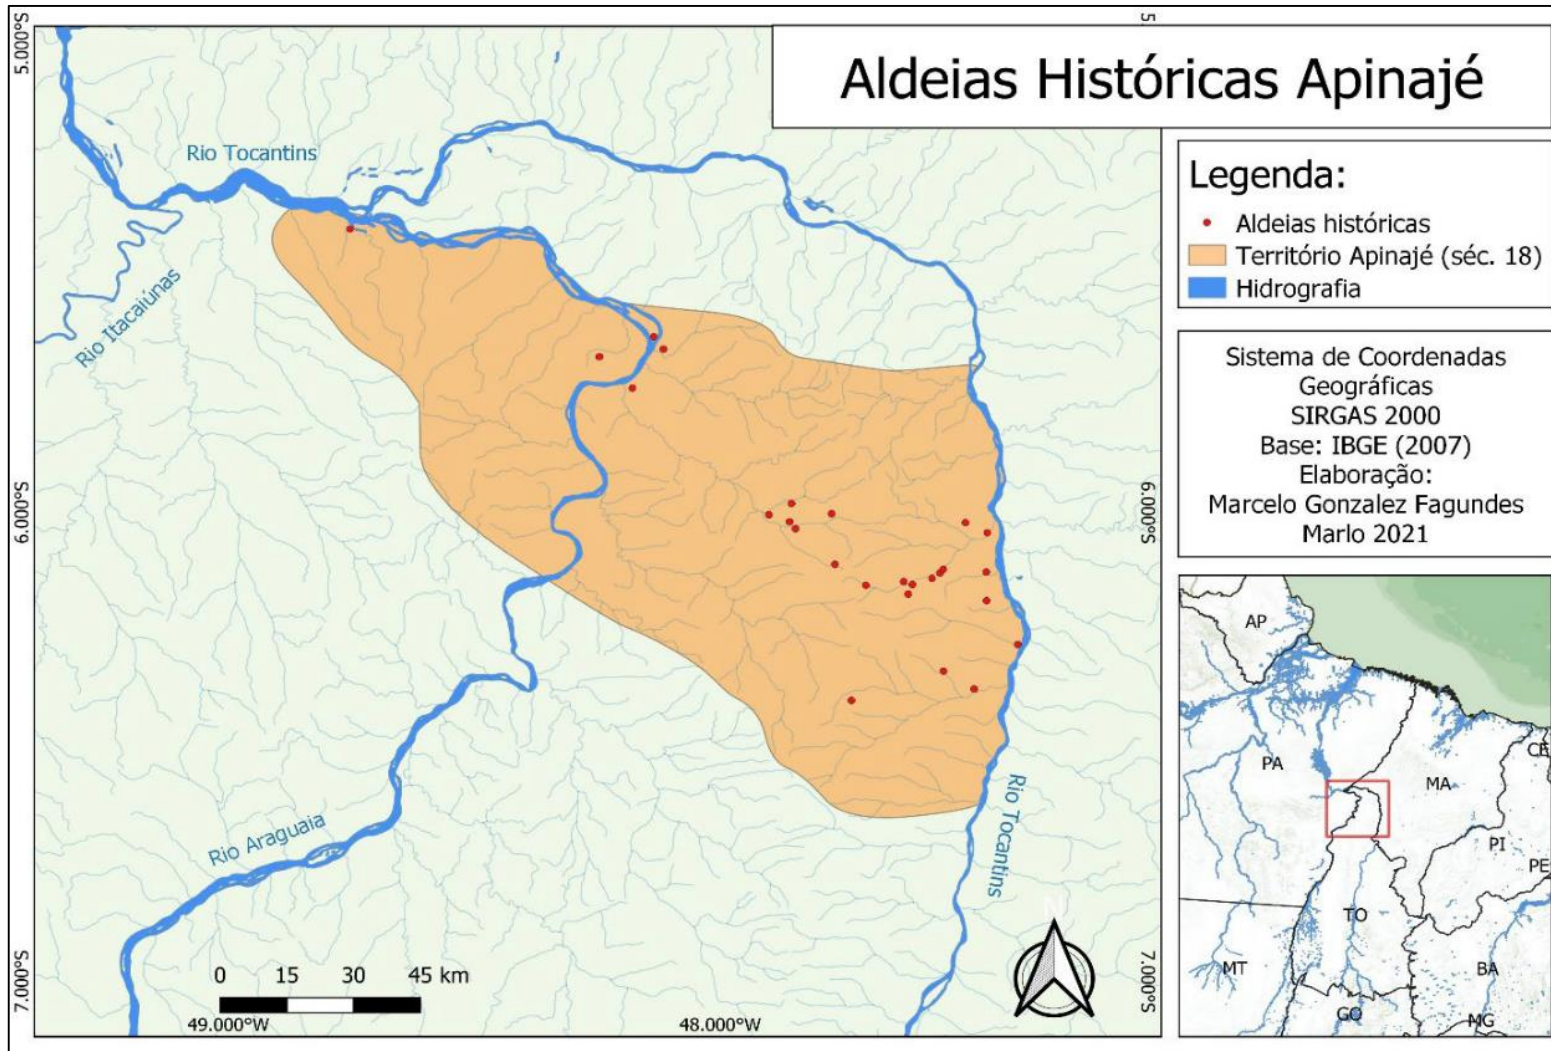 Aldeias Históricas Apinajé
Legenda:
Aldeias históricas
Território Apinajé (séc. 18)
Hidrografia
Sistema de Coordenadas
Geográficas
SIRGAS 2000
Base: IBGE (2007)
Elaboração:
Marcelo Gonzalez Fagundes
Marlo 2021
5.000°S
5.
Rio Tocantins
Rio Itacaiúnas
6.000°S
6.000°S
Rio Araguaia
Rio Tocantins
N
0 15 30 45 km
7.000°S
7.000°S
49.000°W
48.000°W
AP
PA
MA
CE
PI
PE
TO
MT
BA
GO
MG